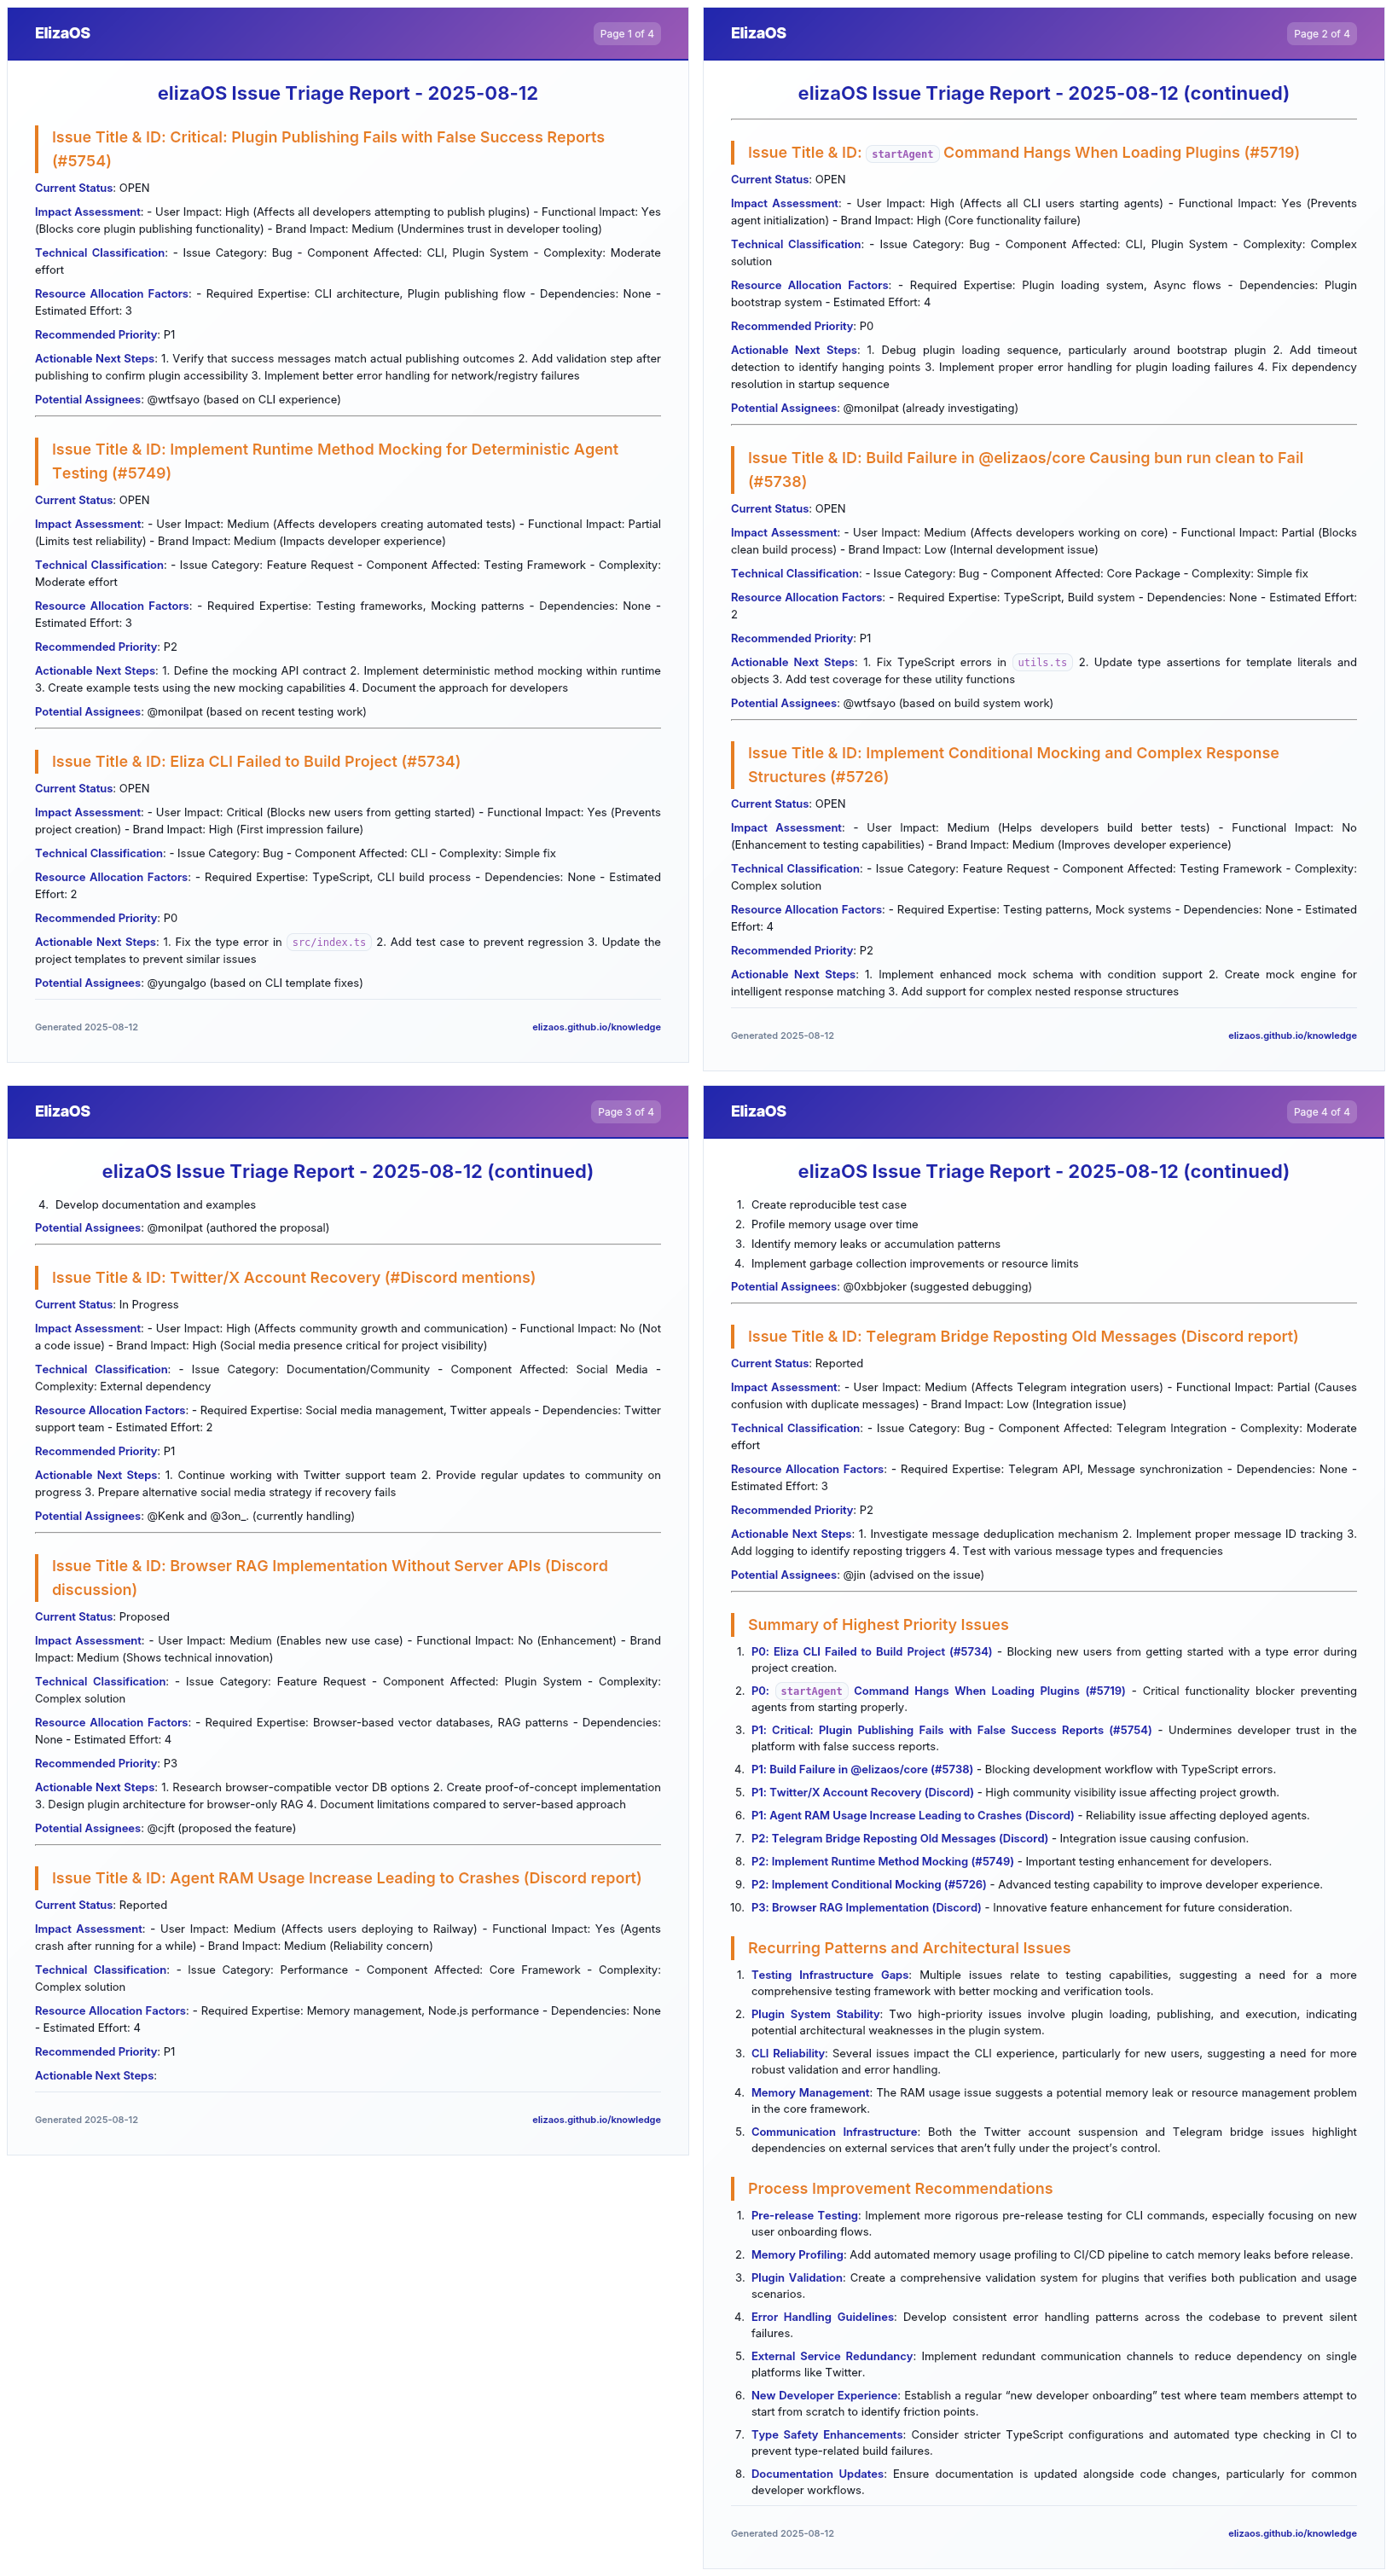 ElizaOS
Page 1 of 4
elizaOS Issue Triage Report - 2025-08-12
Issue Title & ID: Critical: Plugin Publishing Fails with False Success Reports
(#5754)
Current Status: OPEN
Impact Assessment: - User Impact: High (Affects all developers attempting to publish plugins) - Functional Impact: Yes
(Blocks core plugin publishing functionality) - Brand Impact: Medium (Undermines trust in developer tooling)
Technical Classification: - Issue Category: Bug - Component Affected: CLI, Plugin System - Complexity: Moderate
effort
Resource Allocation Factors: - Required Expertise: CLI architecture, Plugin publishing flow - Dependencies: None -
Estimated Effort: 3
Recommended Priority: P1
Actionable Next Steps: 1. Verify that success messages match actual publishing outcomes 2. Add validation step after
publishing to confirm plugin accessibility 3. Implement better error handling for network/registry failures
Potential Assignees: @wtfsayo (based on CLI experience)
Issue Title & ID: Implement Runtime Method Mocking for Deterministic Agent
Testing (#5749)
Current Status: OPEN
Impact Assessment: - User Impact: Medium (Affects developers creating automated tests) - Functional Impact: Partial
(Limits test reliability) - Brand Impact: Medium (Impacts developer experience)
Technical Classification: - Issue Category: Feature Request - Component Affected: Testing Framework - Complexity:
Moderate effort
Resource Allocation Factors: - Required Expertise: Testing frameworks, Mocking patterns - Dependencies: None -
Estimated Effort: 3
Recommended Priority: P2
Actionable Next Steps: 1. Define the mocking API contract 2. Implement deterministic method mocking within runtime
3. Create example tests using the new mocking capabilities 4. Document the approach for developers
Potential Assignees: @monilpat (based on recent testing work)
Issue Title & ID: Eliza CLI Failed to Build Project (#5734)
Current Status: OPEN
Impact Assessment: - User Impact: Critical (Blocks new users from getting started) - Functional Impact: Yes (Prevents
project creation) - Brand Impact: High (First impression failure)
Technical Classification: - Issue Category: Bug - Component Affected: CLI - Complexity: Simple fix
Resource Allocation Factors: - Required Expertise: TypeScript, CLI build process - Dependencies: None - Estimated
Effort: 2
Recommended Priority: P0
Actionable Next Steps: 1. Fix the type error in src/index.ts 2. Add test case to prevent regression 3. Update the
project templates to prevent similar issues
Potential Assignees: @yungalgo (based on CLI template fixes)
Generated 2025-08-12
elizaos.github.io/knowledge
ElizaOS
Page 2 of 4
elizaOS Issue Triage Report - 2025-08-12 (continued)
Issue Title & ID: startAgent Command Hangs When Loading Plugins (#5719)
Current Status: OPEN
Impact Assessment: - User Impact: High (Affects all CLI users starting agents) - Functional Impact: Yes (Prevents
agent initialization) - Brand Impact: High (Core functionality failure)
Technical Classification: - Issue Category: Bug - Component Affected: CLI, Plugin System - Complexity: Complex
solution
Resource Allocation Factors: - Required Expertise: Plugin loading system, Async flows - Dependencies: Plugin
bootstrap system - Estimated Effort: 4
Recommended Priority: P0
Actionable Next Steps: 1. Debug plugin loading sequence, particularly around bootstrap plugin 2. Add timeout
detection to identify hanging points 3. Implement proper error handling for plugin loading failures 4. Fix dependency
resolution in startup sequence
Potential Assignees: @monilpat (already investigating)
Issue Title & ID: Build Failure in @elizaos/core Causing bun run clean to Fail
(#5738)
Current Status: OPEN
Impact Assessment: - User Impact: Medium (Affects developers working on core) - Functional Impact: Partial (Blocks
clean build process) - Brand Impact: Low (Internal development issue)
Technical Classification: - Issue Category: Bug - Component Affected: Core Package - Complexity: Simple fix
Resource Allocation Factors: - Required Expertise: TypeScript, Build system - Dependencies: None - Estimated Effort:
2
Recommended Priority: P1
Actionable Next Steps: 1. Fix TypeScript errors in utils.ts 2. Update type assertions for template literals and
objects 3. Add test coverage for these utility functions
Potential Assignees: @wtfsayo (based on build system work)
Issue Title & ID: Implement Conditional Mocking and Complex Response
Structures (#5726)
Current Status: OPEN
Impact Assessment: - User Impact: Medium (Helps developers build better tests) - Functional Impact: No
(Enhancement to testing capabilities) - Brand Impact: Medium (Improves developer experience)
Technical Classification: - Issue Category: Feature Request - Component Affected: Testing Framework - Complexity:
Complex solution
Resource Allocation Factors: - Required Expertise: Testing patterns, Mock systems - Dependencies: None - Estimated
Effort: 4
Recommended Priority: P2
Actionable Next Steps: 1. Implement enhanced mock schema with condition support 2. Create mock engine for
intelligent response matching 3. Add support for complex nested response structures
Generated 2025-08-12
elizaos.github.io/knowledge
ElizaOS
Page 3 of 4
elizaOS Issue Triage Report - 2025-08-12 (continued)
4. Develop documentation and examples
Potential Assignees: @monilpat (authored the proposal)
Issue Title & ID: Twitter/X Account Recovery (#Discord mentions)
Current Status: In Progress
Impact Assessment: - User Impact: High (Affects community growth and communication) - Functional Impact: No (Not
a code issue) - Brand Impact: High (Social media presence critical for project visibility)
Technical Classification: - Issue Category: Documentation/Community - Component Affected: Social Media -
Complexity: External dependency
Resource Allocation Factors: - Required Expertise: Social media management, Twitter appeals - Dependencies: Twitter
support team - Estimated Effort: 2
Recommended Priority: P1
Actionable Next Steps: 1. Continue working with Twitter support team 2. Provide regular updates to community on
progress 3. Prepare alternative social media strategy if recovery fails
Potential Assignees: @Kenk and @3on_. (currently handling)
Issue Title & ID: Browser RAG Implementation Without Server APIs (Discord
discussion)
Current Status: Proposed
Impact Assessment: - User Impact: Medium (Enables new use case) - Functional Impact: No (Enhancement) - Brand
Impact: Medium (Shows technical innovation)
Technical Classification: - Issue Category: Feature Request - Component Affected: Plugin System - Complexity:
Complex solution
Resource Allocation Factors: - Required Expertise: Browser-based vector databases, RAG patterns - Dependencies:
None - Estimated Effort: 4
Recommended Priority: P3
Actionable Next Steps: 1. Research browser-compatible vector DB options 2. Create proof-of-concept implementation
3. Design plugin architecture for browser-only RAG 4. Document limitations compared to server-based approach
Potential Assignees: @cjft (proposed the feature)
Issue Title & ID: Agent RAM Usage Increase Leading to Crashes (Discord report)
Current Status: Reported
Impact Assessment: - User Impact: Medium (Affects users deploying to Railway) - Functional Impact: Yes (Agents
crash after running for a while) - Brand Impact: Medium (Reliability concern)
Technical Classification: - Issue Category: Performance - Component Affected: Core Framework - Complexity:
Complex solution
Resource Allocation Factors: - Required Expertise: Memory management, Node.js performance - Dependencies: None
- Estimated Effort: 4
Recommended Priority: P1
Actionable Next Steps:
Generated 2025-08-12
elizaos.github.io/knowledge
ElizaOS
Page 4 of 4
elizaOS Issue Triage Report - 2025-08-12 (continued)
1. Create reproducible test case
2. Profile memory usage over time
3. Identify memory leaks or accumulation patterns
4. Implement garbage collection improvements or resource limits
Potential Assignees: @0xbbjoker (suggested debugging)
Issue Title & ID: Telegram Bridge Reposting Old Messages (Discord report)
Current Status: Reported
Impact Assessment: - User Impact: Medium (Affects Telegram integration users) - Functional Impact: Partial (Causes
confusion with duplicate messages) - Brand Impact: Low (Integration issue)
Technical Classification: - Issue Category: Bug - Component Affected: Telegram Integration - Complexity: Moderate
effort
Resource Allocation Factors: - Required Expertise: Telegram API, Message synchronization - Dependencies: None -
Estimated Effort: 3
Recommended Priority: P2
Actionable Next Steps: 1. Investigate message deduplication mechanism 2. Implement proper message ID tracking 3.
Add logging to identify reposting triggers 4. Test with various message types and frequencies
Potential Assignees: @jin (advised on the issue)
Summary of Highest Priority Issues
1. P0: Eliza CLI Failed to Build Project (#5734) - Blocking new users from getting started with a type error during
project creation.
2. P0: startAgent Command Hangs When Loading Plugins (#5719) - Critical functionality blocker preventing
agents from starting properly.
3. P1: Critical: Plugin Publishing Fails with False Success Reports (#5754) - Undermines developer trust in the
platform with false success reports.
4. P1: Build Failure in @elizaos/core (#5738) - Blocking development workflow with TypeScript errors.
5. P1: Twitter/X Account Recovery (Discord) - High community visibility issue affecting project growth.
6. P1: Agent RAM Usage Increase Leading to Crashes (Discord) - Reliability issue affecting deployed agents.
7. P2: Telegram Bridge Reposting Old Messages (Discord) - Integration issue causing confusion.
8. P2: Implement Runtime Method Mocking (#5749) - Important testing enhancement for developers.
9. P2: Implement Conditional Mocking (#5726) - Advanced testing capability to improve developer experience.
10. P3: Browser RAG Implementation (Discord) - Innovative feature enhancement for future consideration.
Recurring Patterns and Architectural Issues
1. Testing Infrastructure Gaps: Multiple issues relate to testing capabilities, suggesting a need for a more
comprehensive testing framework with better mocking and verification tools.
2. Plugin System Stability: Two high-priority issues involve plugin loading, publishing, and execution, indicating
potential architectural weaknesses in the plugin system.
3. CLI Reliability: Several issues impact the CLI experience, particularly for new users, suggesting a need for more
robust validation and error handling.
4. Memory Management: The RAM usage issue suggests a potential memory leak or resource management problem
in the core framework.
5. Communication Infrastructure: Both the Twitter account suspension and Telegram bridge issues highlight
dependencies on external services that aren't fully under the project's control.
Process Improvement Recommendations
1. Pre-release Testing: Implement more rigorous pre-release testing for CLI commands, especially focusing on new
user onboarding flows.
2. Memory Profiling: Add automated memory usage profiling to CI/CD pipeline to catch memory leaks before release.
3. Plugin Validation: Create a comprehensive validation system for plugins that verifies both publication and usage
scenarios.
4. Error Handling Guidelines: Develop consistent error handling patterns across the codebase to prevent silent
failures.
5. External Service Redundancy: Implement redundant communication channels to reduce dependency on single
platforms like Twitter.
6. New Developer Experience: Establish a regular “new developer onboarding” test where team members attempt to
start from scratch to identify friction points.
7. Type Safety Enhancements: Consider stricter TypeScript configurations and automated type checking in CI to
prevent type-related build failures.
8. Documentation Updates: Ensure documentation is updated alongside code changes, particularly for common
developer workflows.
Generated 2025-08-12
elizaos.github.io/knowledge